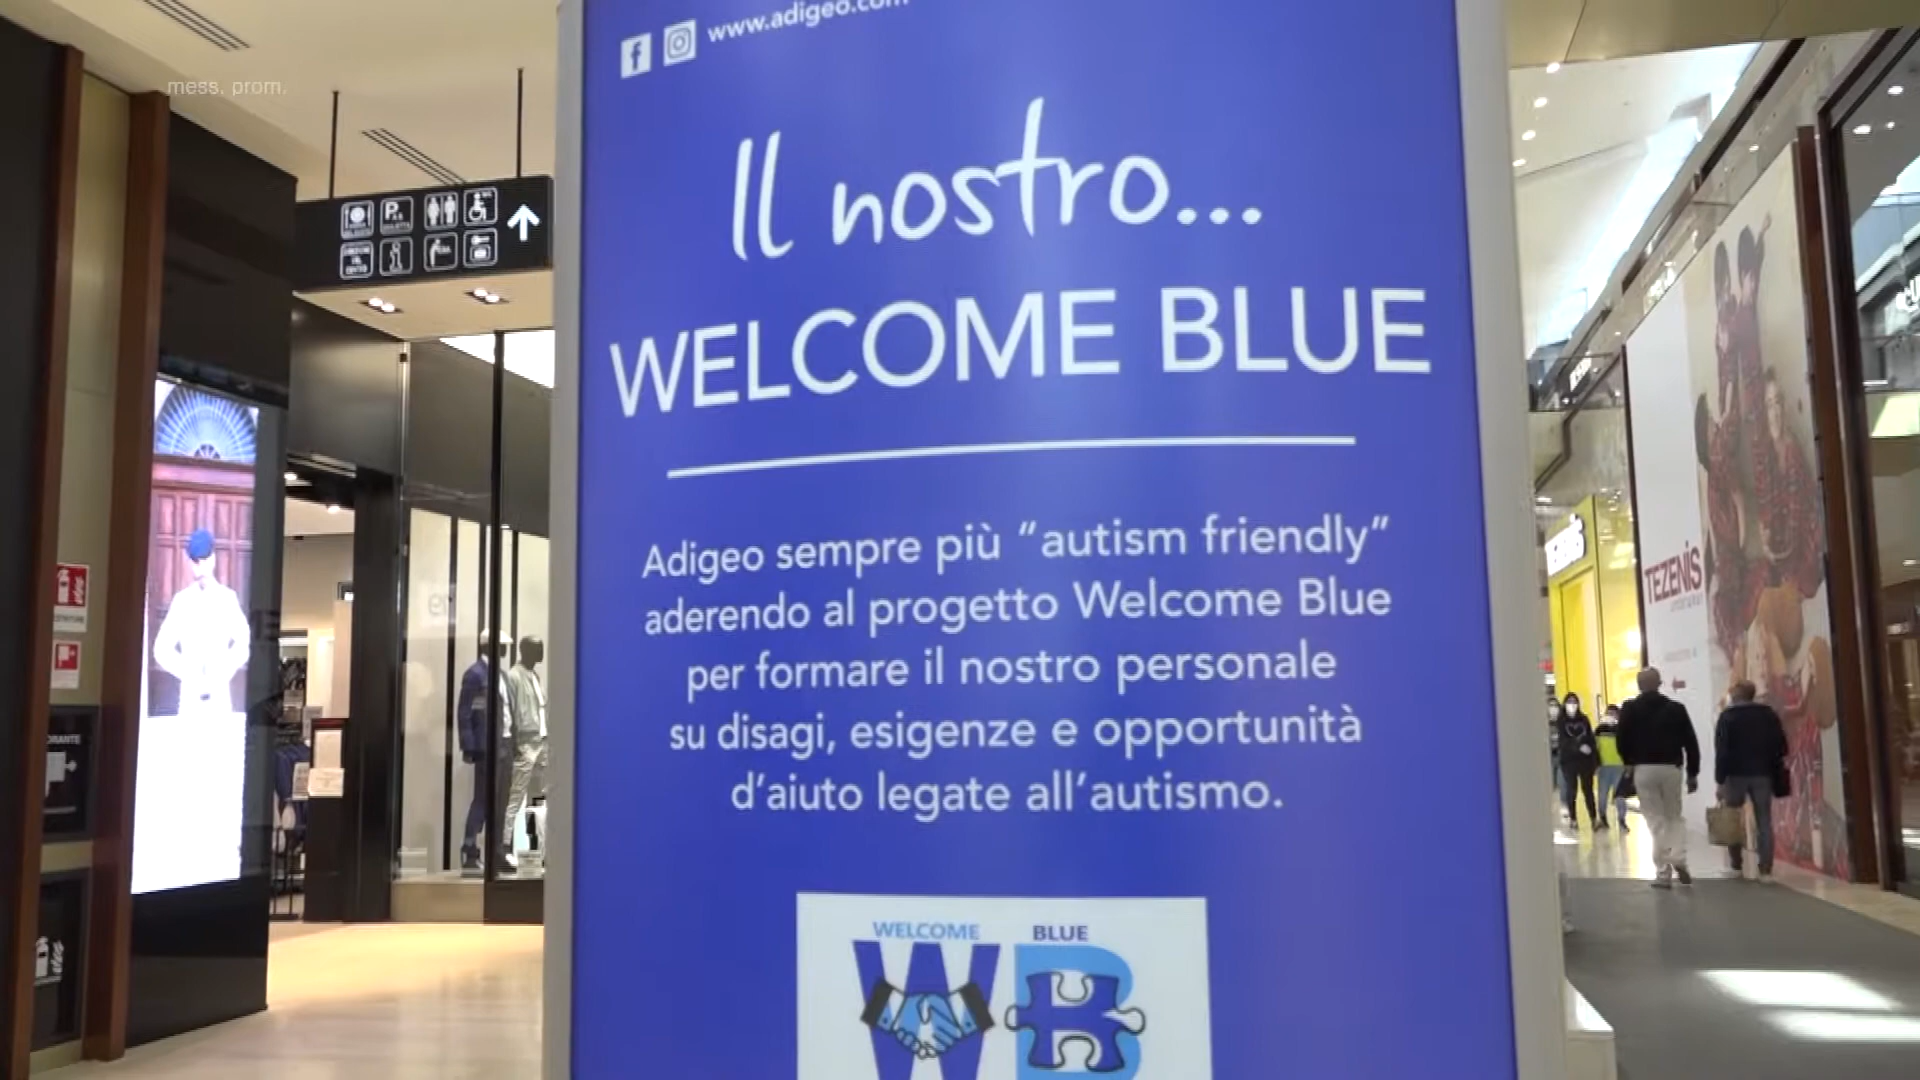 www.adigeo.com
mess. prom.
Il nostro...
WELCOME BLUE
Adigeo sempre più “autism friendly”
aderendo al progetto Welcome Blue
per formare il nostro personale
su disagi, esigenze e opportunità
d’aiuto legate all’autismo.
WELCOME BLUE
W B
TEZENIS